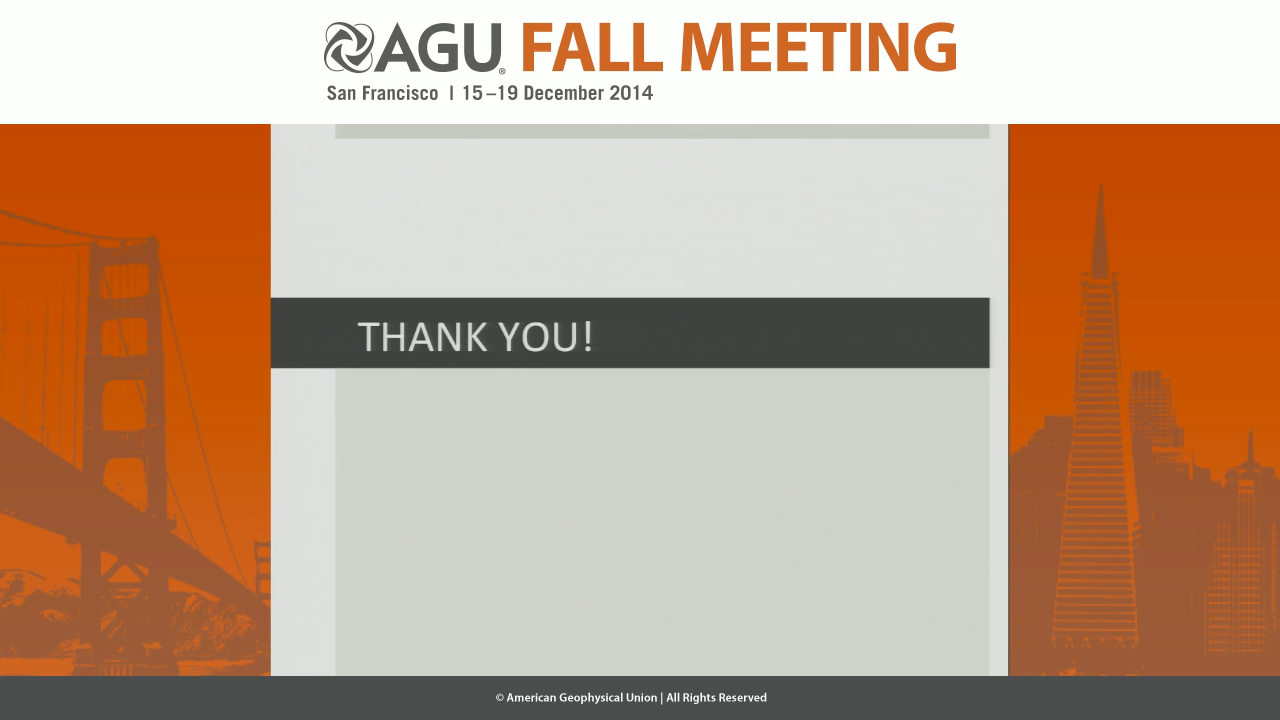 AGU® FALL MEETING
San Francisco | 15–19 December 2014
THANK YOU!
© American Geophysical Union | All Rights Reserved